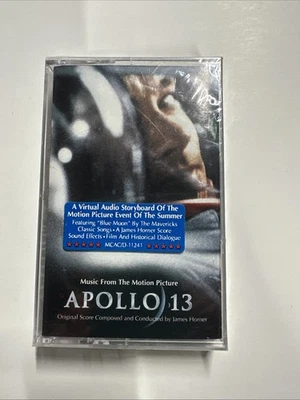 A Virtual Audio Storyboard Of The
Motion Picture Event Of The Summer
Featuring "Blue Moon" By The Mavericks
Classic Songs • A James Horner Score
Sound Effects • Film And Historical Dialogue
★★★★★ MCAC/D-11241 ★★★★★
Music From The Motion Picture
APOLLO 13
Original Score Composed and Conducted by James Horner